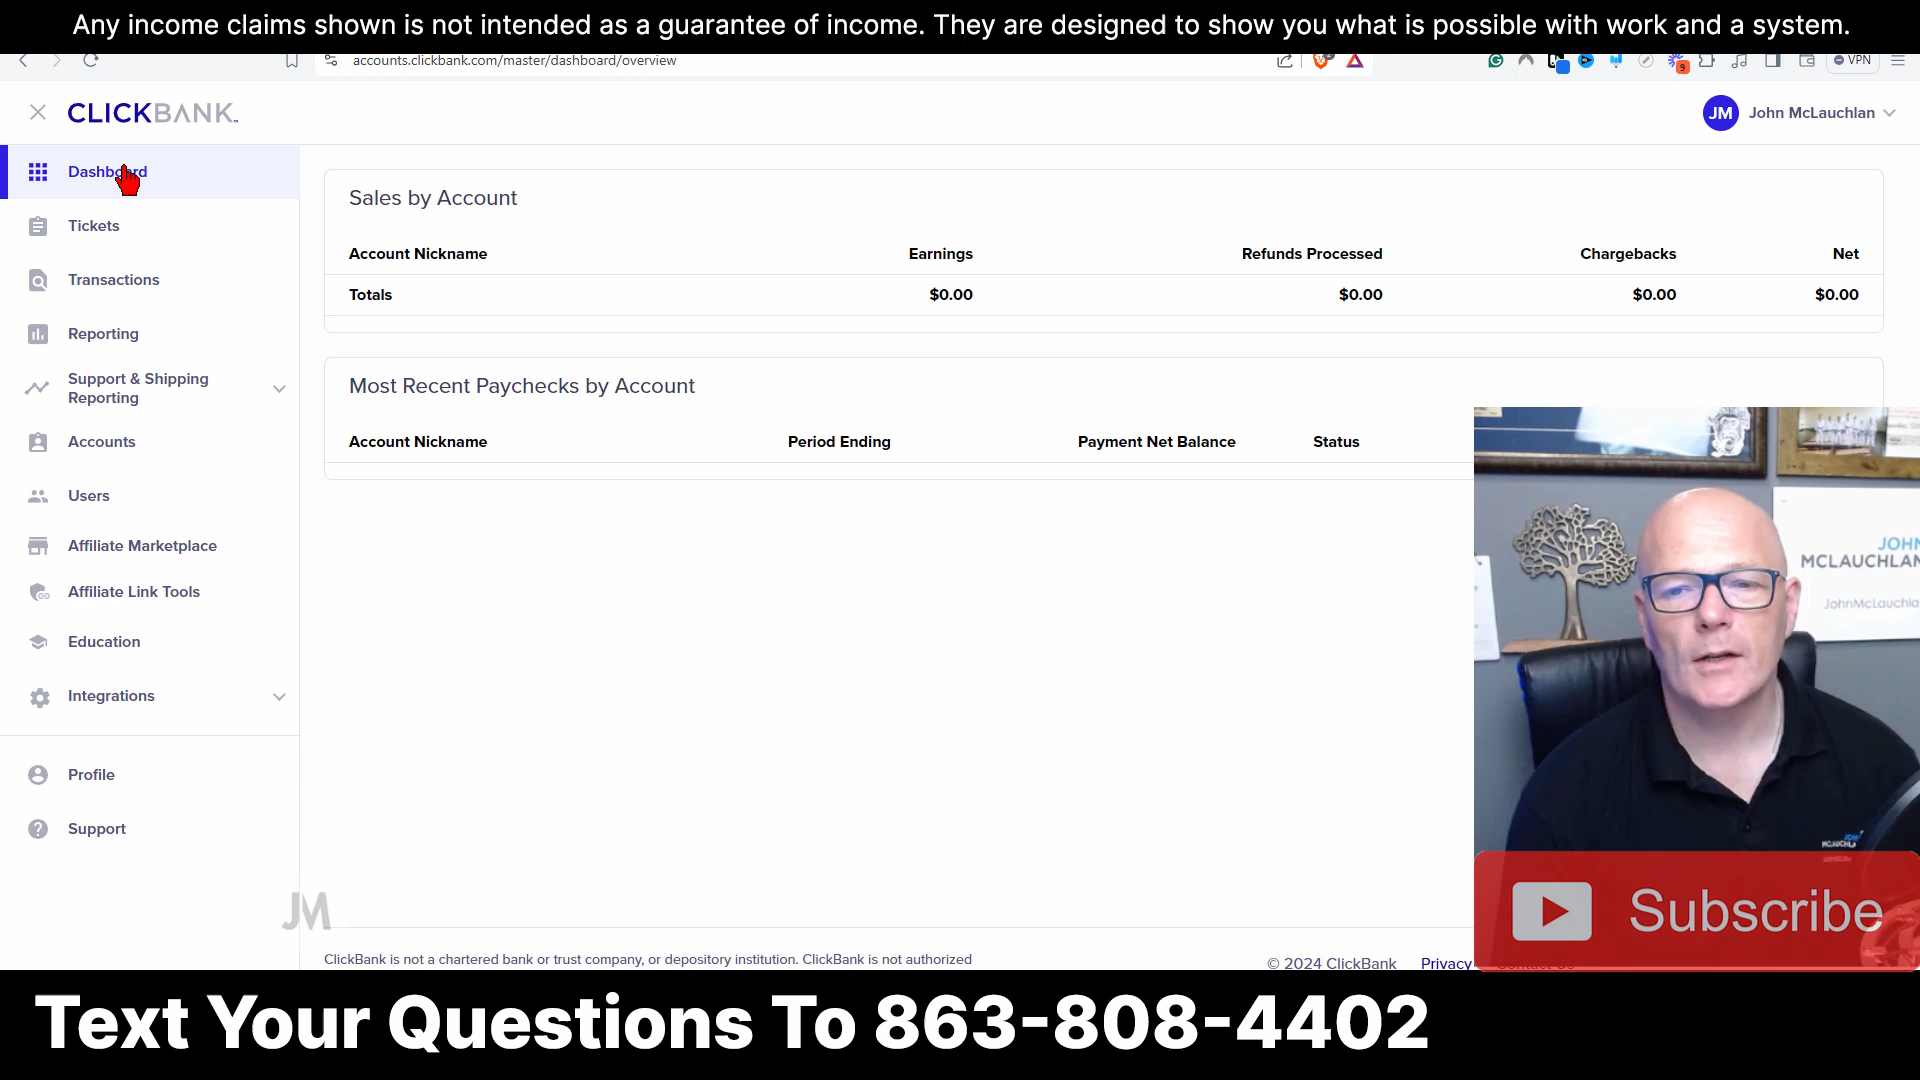 Any income claims shown is not intended as a guarantee of income. They are designed to show you what is possible with work and a system.
accounts.clickbank.com/master/dashboard/overview
9
VPN
CLICKBANK
JM John McLauchlan
Dashboard
Tickets
Transactions
Reporting
Support & Shipping
Reporting
Accounts
Users
Affiliate Marketplace
Affiliate Link Tools
Education
Integrations
Profile
Support
Sales by Account
Account Nickname Earnings Refunds Processed Chargebacks Net
Totals $0.00 $0.00 $0.00 $0.00
Most Recent Paychecks by Account
Account Nickname Period Ending Payment Net Balance Status
JOHN
MCLAUCHLAN
JohnMcLauchla
Subscribe
JM
ClickBank is not a chartered bank or trust company, or depository institution. ClickBank is not authorized
© 2024 ClickBank Privacy Contact Us
Text Your Questions To 863-808-4402